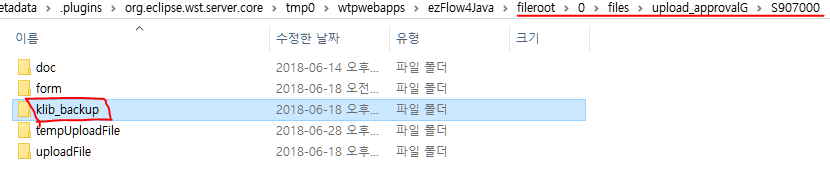 etadata > .plugins > org.eclipse.wst.server.core > tmp0 > wtpwebapps > ezFlow4Java > fileroot > 0 > files > upload_approvalG > S907000
이름 수정한 날짜 유형 크기
doc 2018-06-14 오후... 파일 폴더
form 2018-06-18 오전... 파일 폴더
klib_backup 2018-06-18 오후... 파일 폴더
tempUploadFile 2018-06-28 오후... 파일 폴더
uploadFile 2018-06-18 오후... 파일 폴더